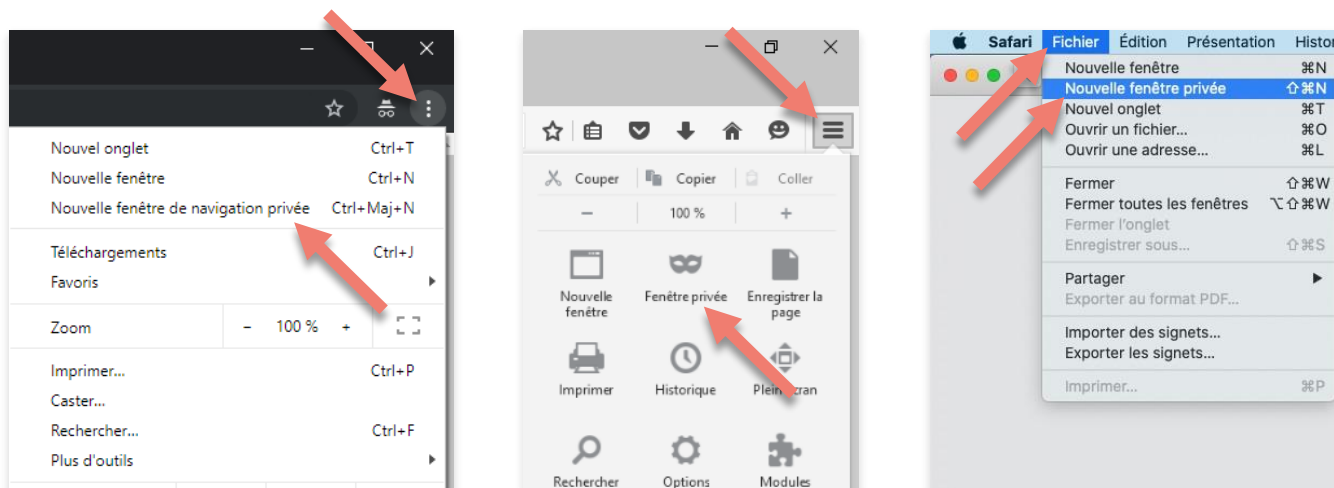 Nouvel onglet Ctrl+T
Nouvelle fenêtre Ctrl+N
Nouvelle fenêtre de navigation privée Ctrl+Maj+N
Téléchargements Ctrl+J
Favoris
Zoom - 100 % +
Imprimer... Ctrl+P
Caster...
Rechercher... Ctrl+F
Plus d'outils
Couper Copier Coller
− 100 % +
Nouvelle fenêtre
Fenêtre privée
Enregistrer la page
Imprimer Historique
Rechercher Options Modules
Safari Fichier Édition Présentation
Nouvelle fenêtre ⌘N
Nouvelle fenêtre privée ⇧⌘N
Nouvel onglet ⌘T
Ouvrir un fichier... ⌘O
Ouvrir une adresse... ⌘L
Fermer ⇧⌘W
Fermer toutes les fenêtres ⌥⇧⌘W
Fermer l'onglet
Enregistrer sous... ⇧⌘S
Partager
Exporter au format PDF...
Importer des signets...
Exporter les signets...
Imprimer... ⌘P